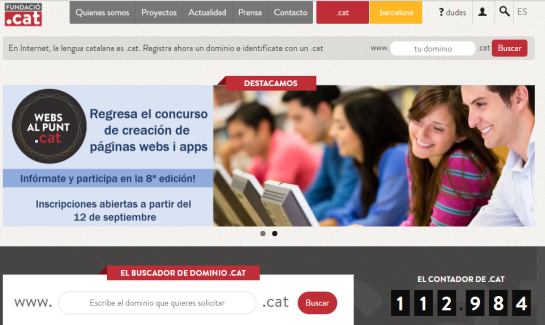 FUNDACIÓ
.cat
Quienes somos Proyectos Actualidad Prensa Contacto .cat .barcelona ? dudas ES
En Internet, la lengua catalana es .cat. Registra ahora un dominio e identifícate con un .cat www. tu dominio .cat Buscar
DESTACAMOS
WEBS
AL PUNT
.cat
Regresa el concurso
de creación de
páginas webs i apps
Infórmate y participa en la 8ª edición!
Inscripciones abiertas a partir del
12 de septiembre
EL BUSCADOR DE DOMINIO .CAT
www. Escribe el dominio que quieres solicitar .cat Buscar
EL CONTADOR DE .CAT
112.984